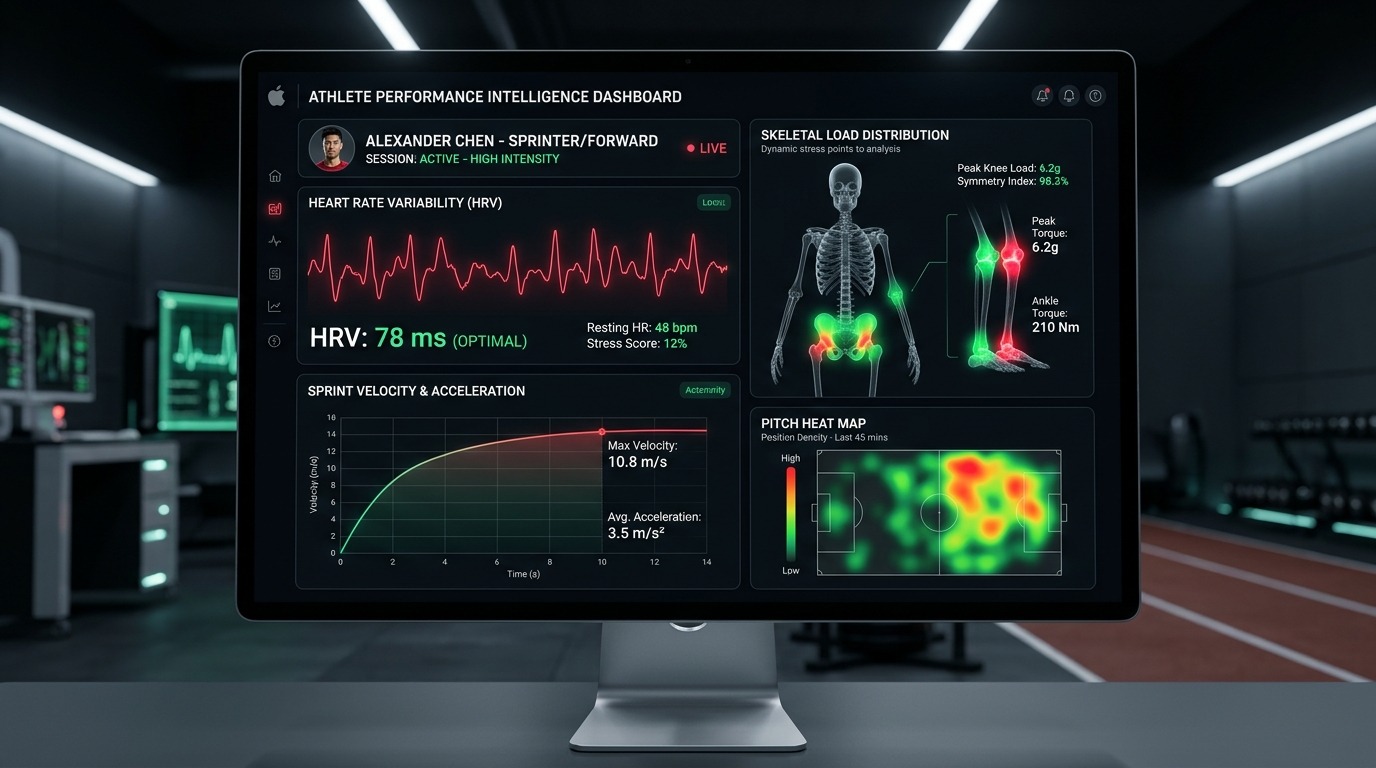 ATHLETE PERFORMANCE INTELLIGENCE DASHBOARD
ALEXANDER CHEN - SPRINTER/FORWARD
SESSION: ACTIVE - HIGH INTENSITY
LIVE
HEART RATE VARIABILITY (HRV)
HRV: 78 ms (OPTIMAL)
Resting HR: 48 bpm
Stress Score: 12%
SPRINT VELOCITY & ACCELERATION
14
12
10
8
6
4
2
0
0 2 4 6 8 10 12 14
Time (s)
Max Velocity:
10.8 m/s
Avg. Acceleration:
3.5 m/s²
SKELETAL LOAD DISTRIBUTION
Dynamic stress points to analysis
Peak Knee Load: 6.2g
Symmetry Index: 98.3%
Peak
Torque:
6.2g
Ankle
Torque:
210 Nm
PITCH HEAT MAP
Position Dencity - Last 45 mins
High
Low